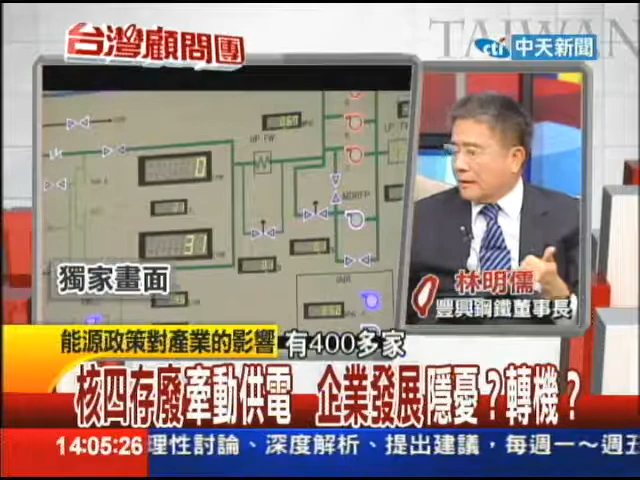 TAIWAN
台灣顧問團
cti 中天新聞
獨家畫面
林明儒
豐興鋼鐵董事長
能源政策對產業的影響
有400多家
核四存廢牽動供電 企業發展隱憂？轉機？
14:05:26 理性討論、深度解析、提出建議，每週一～週五